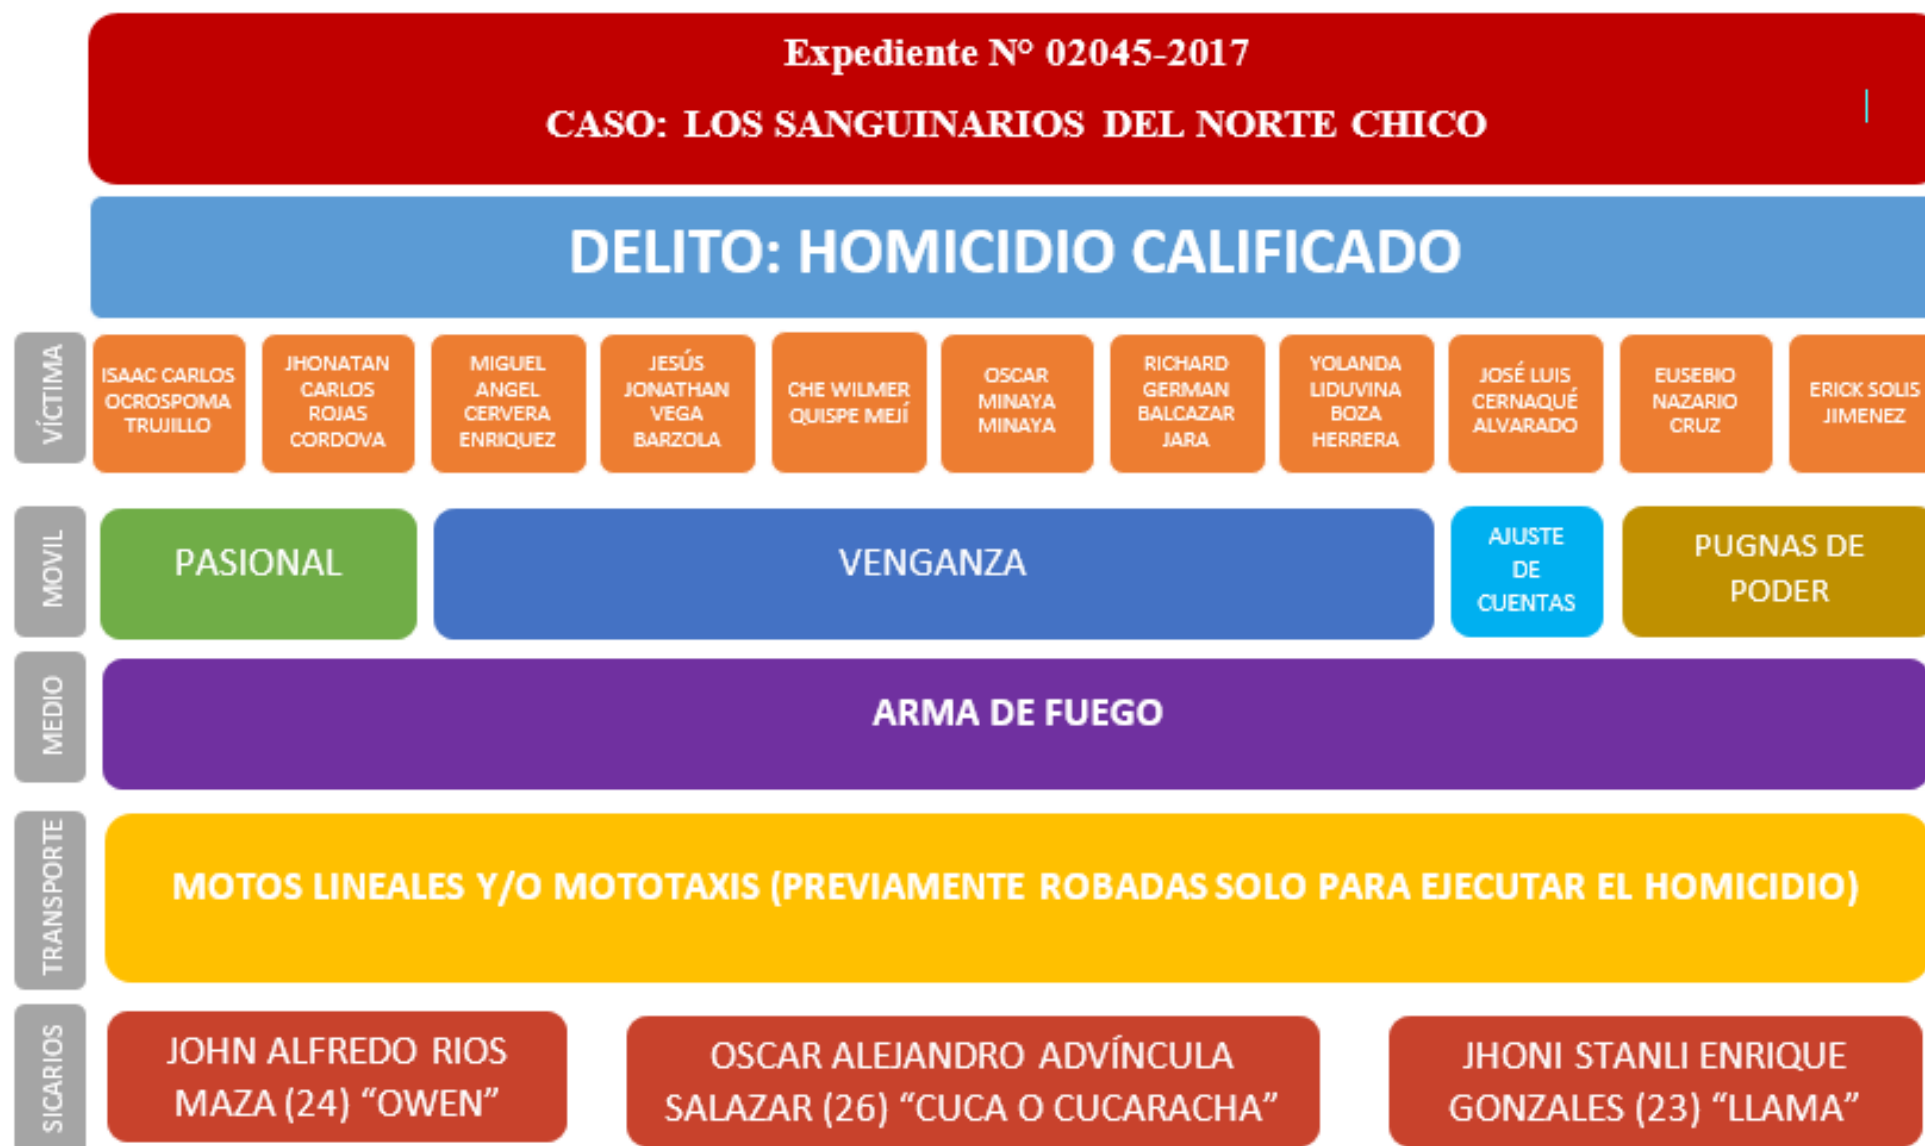 Expediente N° 02045-2017
CASO: LOS SANGUINARIOS DEL NORTE CHICO
DELITO: HOMICIDIO CALIFICADO
VÍCTIMA
ISAAC CARLOS
OCROSPOMA
TRUJILLO
JHONATAN
CARLOS
ROJAS
CORDOVA
MIGUEL
ANGEL
CERVERA
ENRIQUEZ
JESÚS
JONATHAN
VEGA
BARZOLA
CHE WILMER
QUISPE MEJÍ
OSCAR
MINAYA
MINAYA
RICHARD
GERMAN
BALCAZAR
JARA
YOLANDA
LIDUVINA
BOZA
HERRERA
JOSÉ LUIS
CERNAQUÉ
ALVARADO
EUSEBIO
NAZARIO
CRUZ
ERICK SOLIS
JIMENEZ
MOVIL
PASIONAL
VENGANZA
AJUSTE
DE
CUENTAS
PUGNAS DE
PODER
MEDIO
ARMA DE FUEGO
TRANSPORTE
MOTOS LINEALES Y/O MOTOTAXIS (PREVIAMENTE ROBADAS SOLO PARA EJECUTAR EL HOMICIDIO)
SICARIOS
JOHN ALFREDO RIOS
MAZA (24) “OWEN”
OSCAR ALEJANDRO ADVÍNCULA
SALAZAR (26) “CUCA O CUCARACHA”
JHONI STANLI ENRIQUE
GONZALES (23) “LLAMA”